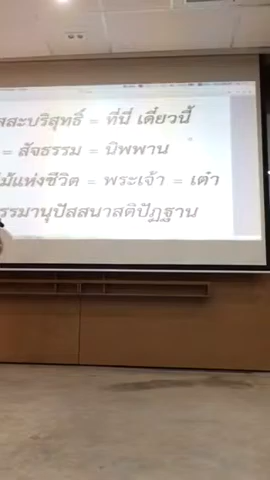 สสะบริสุทธิ์ = ที่นี่ เดี๋ยวนี้
= สัจธรรม = นิพพาน
แห่งชีวิต = พระเจ้า = เต๋า
รรมานุปัสสนาสติปัฏฐาน